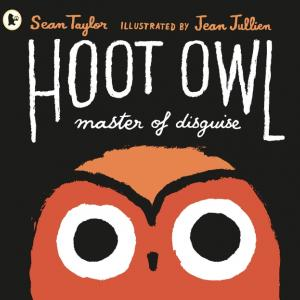 Sean Taylor ILLUSTRATED BY Jean Jullien
HOOT OWL
master of disguise